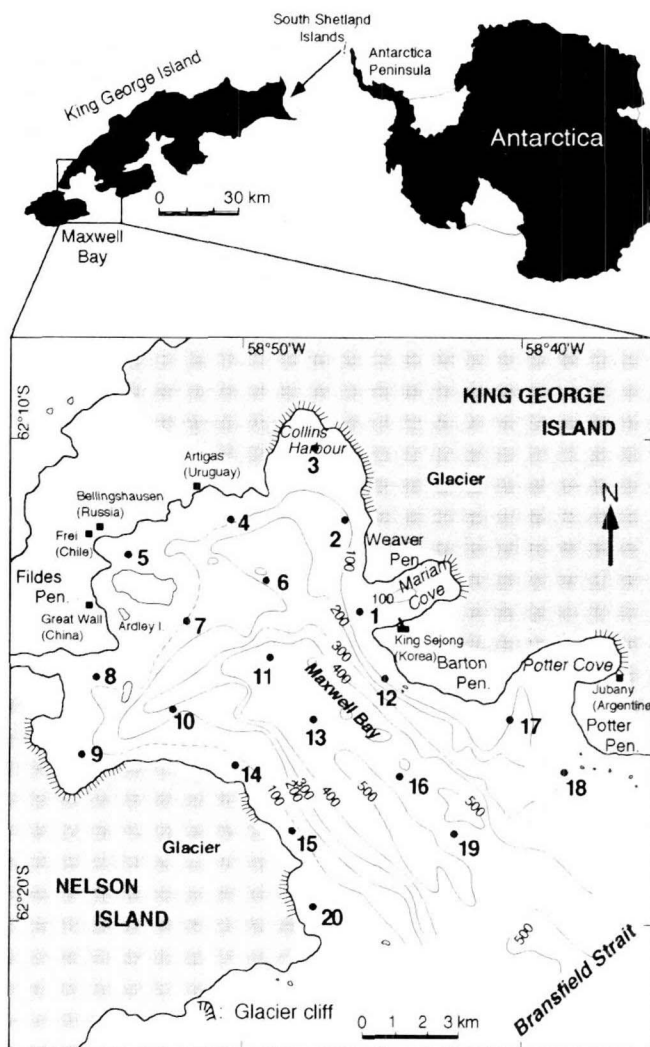 South Shetland
Islands
Antarctica
Peninsula
King George Island
Antarctica
0 30 km
Maxwell
Bay
58°50'W
58°40'W
62°10'S
KING GEORGE
ISLAND
Collins
Harbour
3
Artigas
(Uruguay)
Glacier
N
Bellingshausen
(Russia)
Frei
(Chile)
4
2
5
100
Weaver
Pen.
Marian
Cove
Fildes
Pen.
6
100
200
1
Great Wall
(China)
Ardley I.
7
300
King Sejong
(Korea)
400
Barton
Pen.
Potter Cove
8
11
Maxwell Bay
12
Jubany
(Argentine)
Potter
Pen.
10
13
17
9
14
16
18
100
200
300
400
500
500
15
19
Glacier
NELSON
ISLAND
62°20'S
20
500
Bransfield Strait
: Glacier cliff
0 1 2 3 km